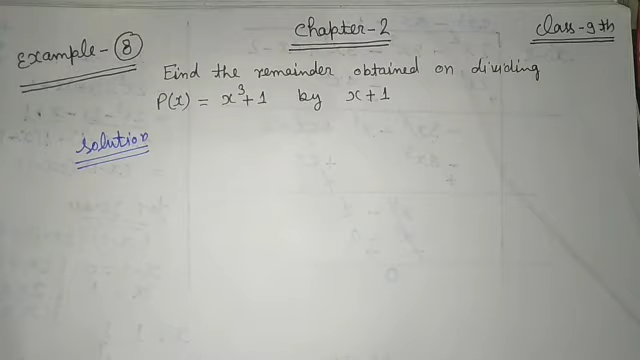 Chapter-2
Class-9th
Example-8
Find the remainder obtained on dividing
P(x) = x³+1 by x+1
Solution